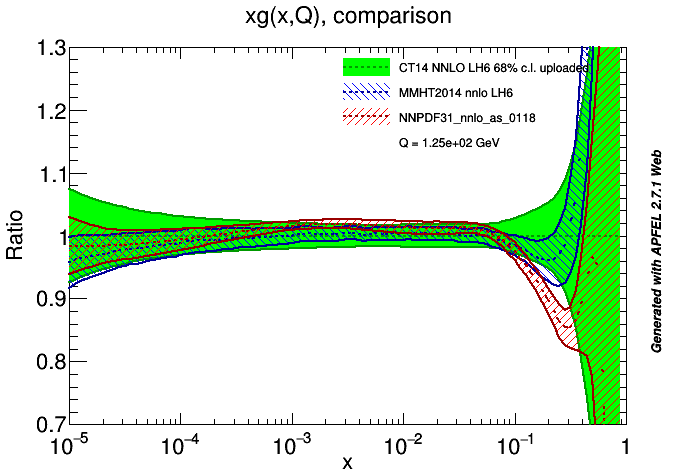 xg(x,Q), comparison
1.3
1.2
1.1
1
0.9
0.8
0.7
Ratio
CT14 NNLO LH6 68% c.l. uploaded
MMHT2014 nnlo LH6
NNPDF31_nnlo_as_0118
Q = 1.25e+02 GeV
10⁻⁵ 10⁻⁴ 10⁻³ 10⁻² 10⁻¹ 1
x
Generated with APFEL 2.7.1 Web